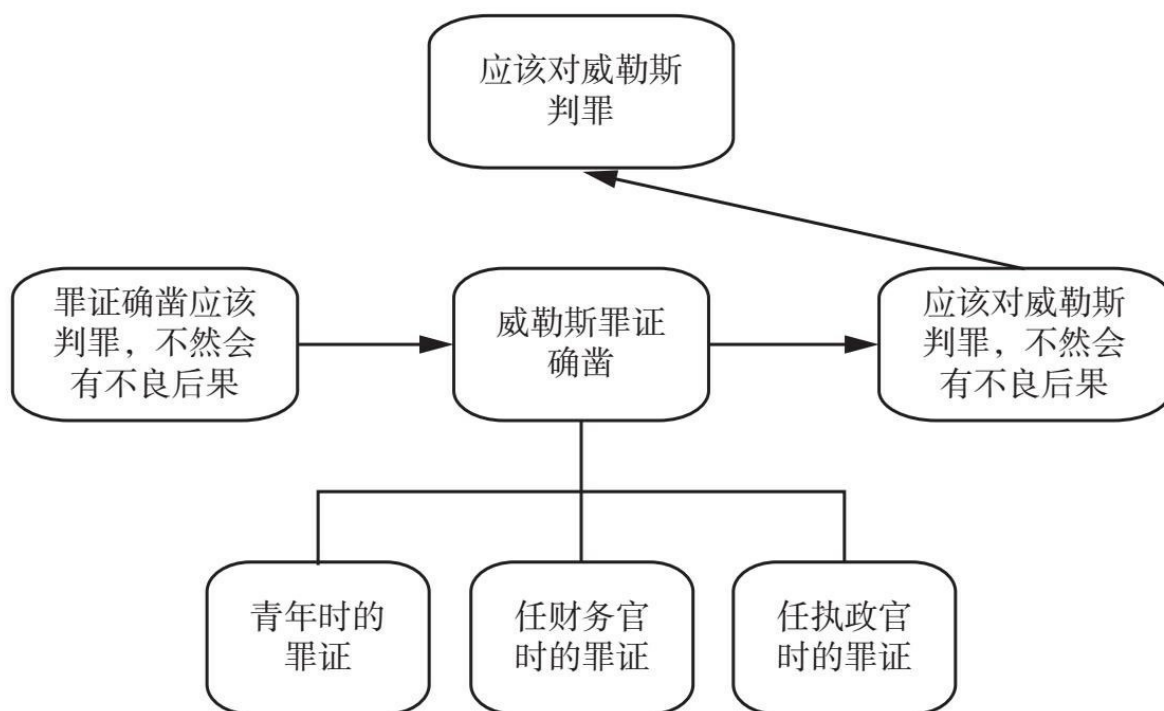 应该对威勒斯
判罪
罪证确凿应该
判罪，不然会
有不良后果
威勒斯罪证
确凿
应该对威勒斯
判罪，不然会
有不良后果
青年时的
罪证
任财务官
时的罪证
任执政官
时的罪证